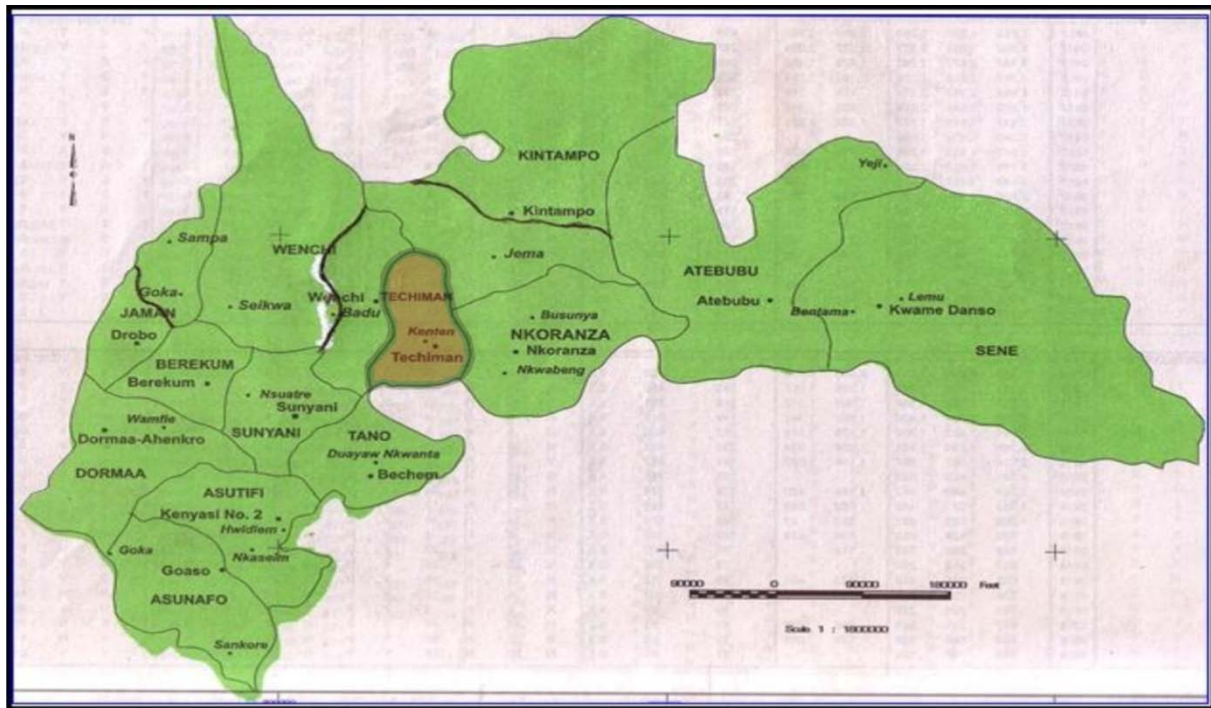 KINTAMPO
Yeji
Kintampo
Sampa
WENCHI
Jema
ATEBUBU
Goka
Seikwa
Wenchi
TECHIMAN
Atebubu
Lemu
JAMAN
Badu
Busunya
Bentama
Kwame Danso
Drobo
Kenten
NKORANZA
Nkoranza
SENE
BEREKUM
Techiman
Berekum
Nkwabeng
Nsuatre
Sunyani
Wamfie
SUNYANI
TANO
Dormaa-Ahenkro
Duayaw Nkwanta
DORMAA
Bechem
ASUTIFI
Kenyasi No. 2
Hwidiem
Goka
Nkaseim
Goaso
90000 0 90000 180000 Foot
ASUNAFO
Scale 1 : 1800000
Sankore